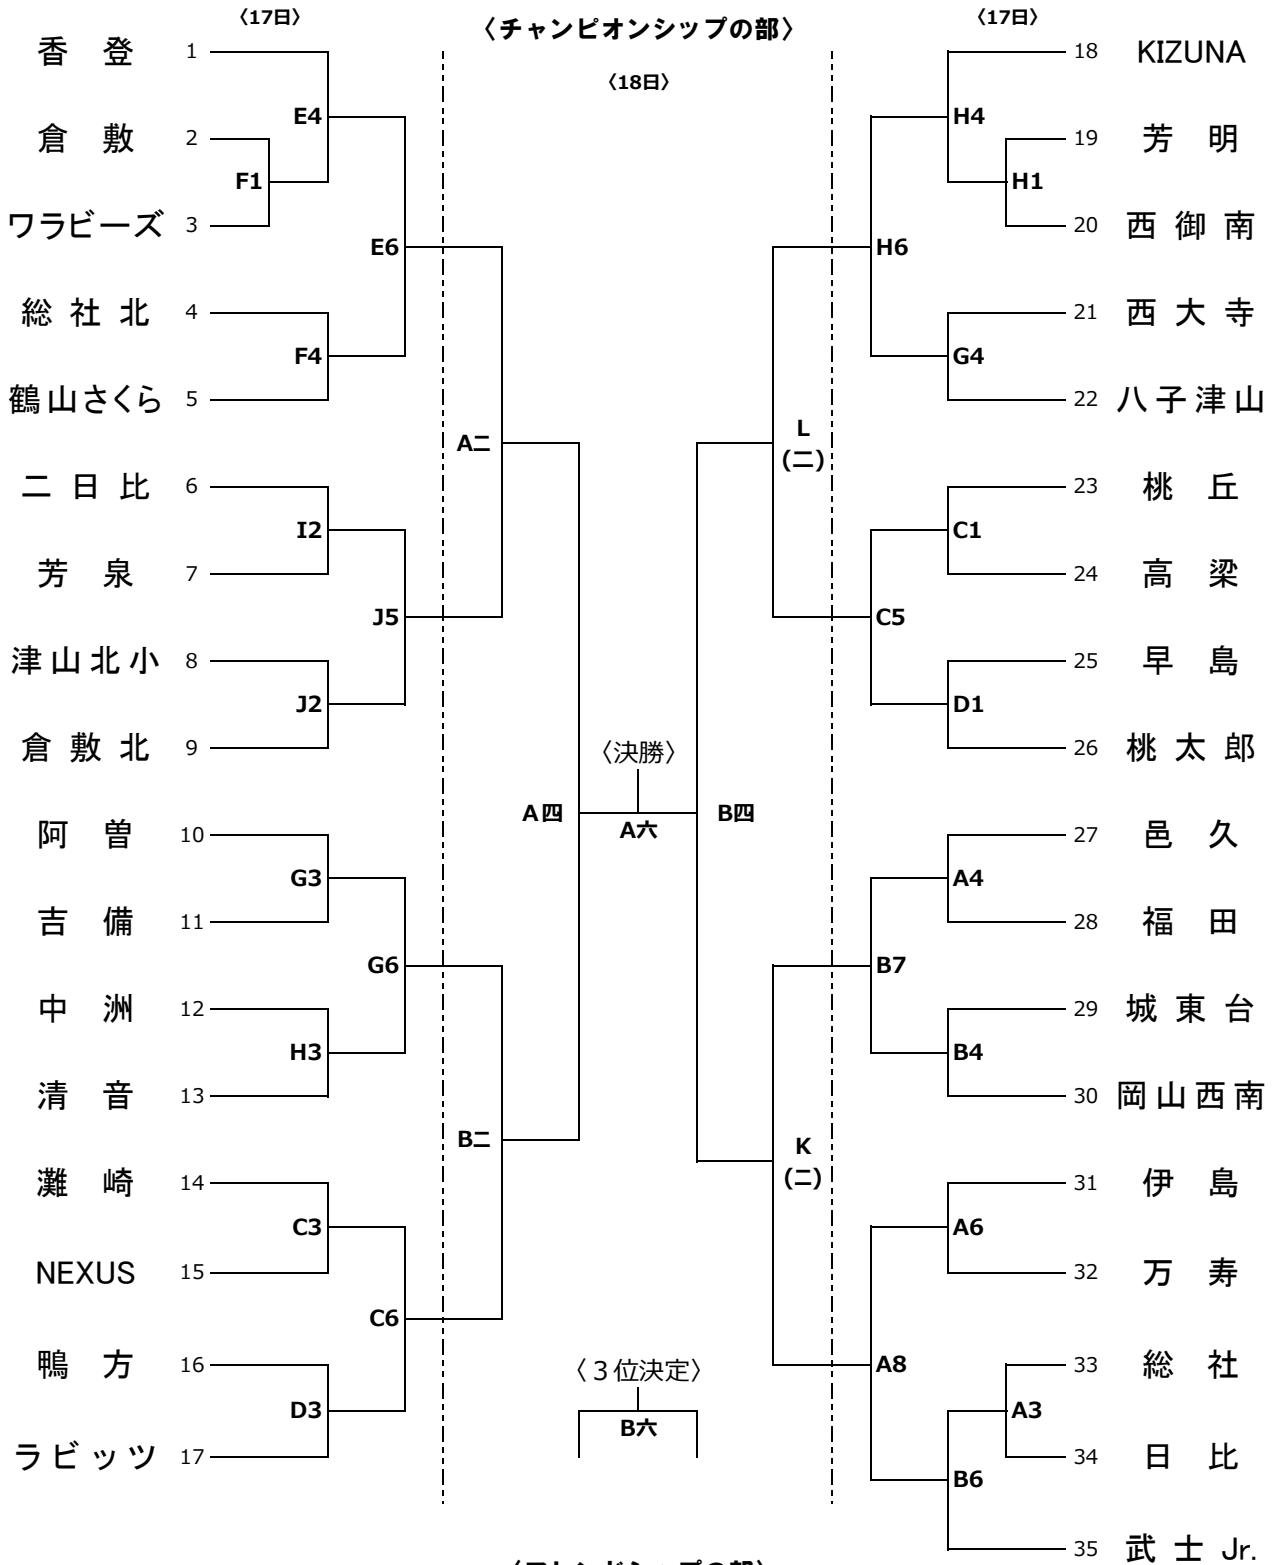 〈17日〉
〈チャンピオンシップの部〉
〈17日〉
〈18日〉
香登 1
E4
倉敷 2
F1
ワラビーズ 3
E6
総社北 4
F4
鶴山さくら 5
A二
二日比 6
I2
芳泉 7
J5
津山北小 8
J2
倉敷北 9
A四
阿曽 10
G3
吉備 11
G6
中洲 12
H3
清音 13
B二
灘崎 14
C3
NEXUS 15
C6
鴨方 16
D3
ラビッツ 17
〈決勝〉
A六
〈３位決定〉
B六
18 KIZUNA
H4
19 芳明
H1
20 西御南
H6
21 西大寺
G4
22 八子津山
L
(二)
23 桃丘
C1
24 高梁
C5
25 早島
D1
26 桃太郎
B四
27 邑久
A4
28 福田
B7
29 城東台
B4
30 岡山西南
K
(二)
31 伊島
A6
32 万寿
A8
33 総社
A3
34 日比
B6
35 武士Jr.